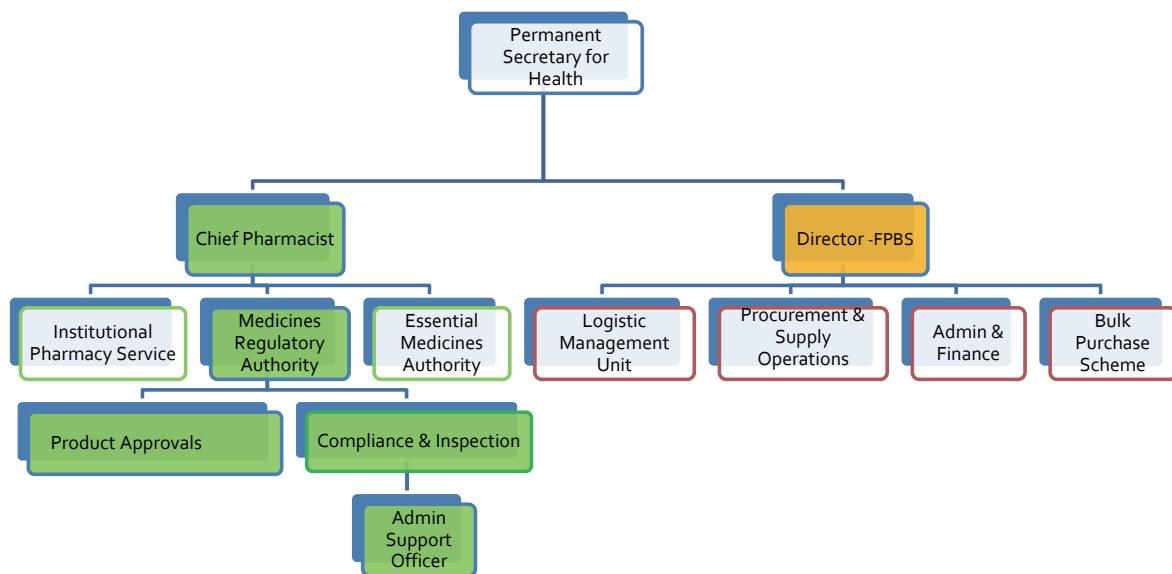 Permanent
Secretary for
Health
Chief Pharmacist
Director -FPBS
Institutional
Pharmacy Service
Medicines
Regulatory
Authority
Essential
Medicines
Authority
Logistic
Management
Unit
Procurement &
Supply
Operations
Admin &
Finance
Bulk
Purchase
Scheme
Product Approvals
Compliance & Inspection
Admin
Support
Officer